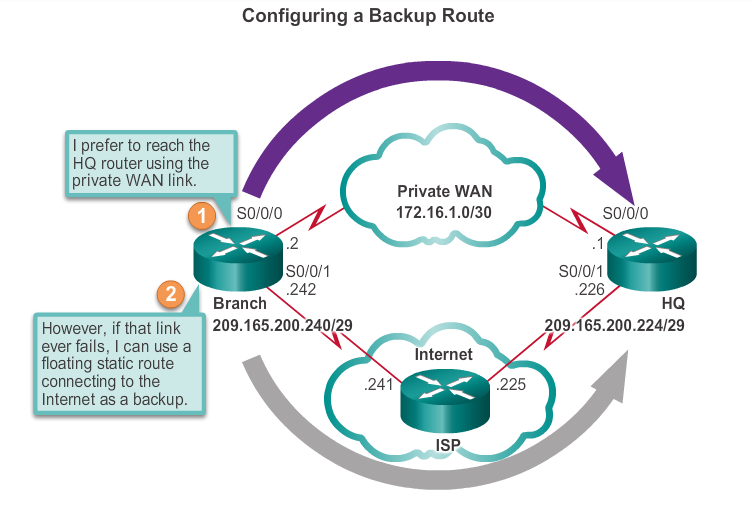 Configuring a Backup Route
I prefer to reach the
HQ router using the
private WAN link.
1
S0/0/0
.2
Private WAN
172.16.1.0/30
S0/0/0
.1
S0/0/1
.242
S0/0/1
.226
2
Branch
HQ
209.165.200.240/29
209.165.200.224/29
However, if that link
ever fails, I can use a
floating static route
connecting to the
Internet as a backup.
Internet
.241
.225
ISP